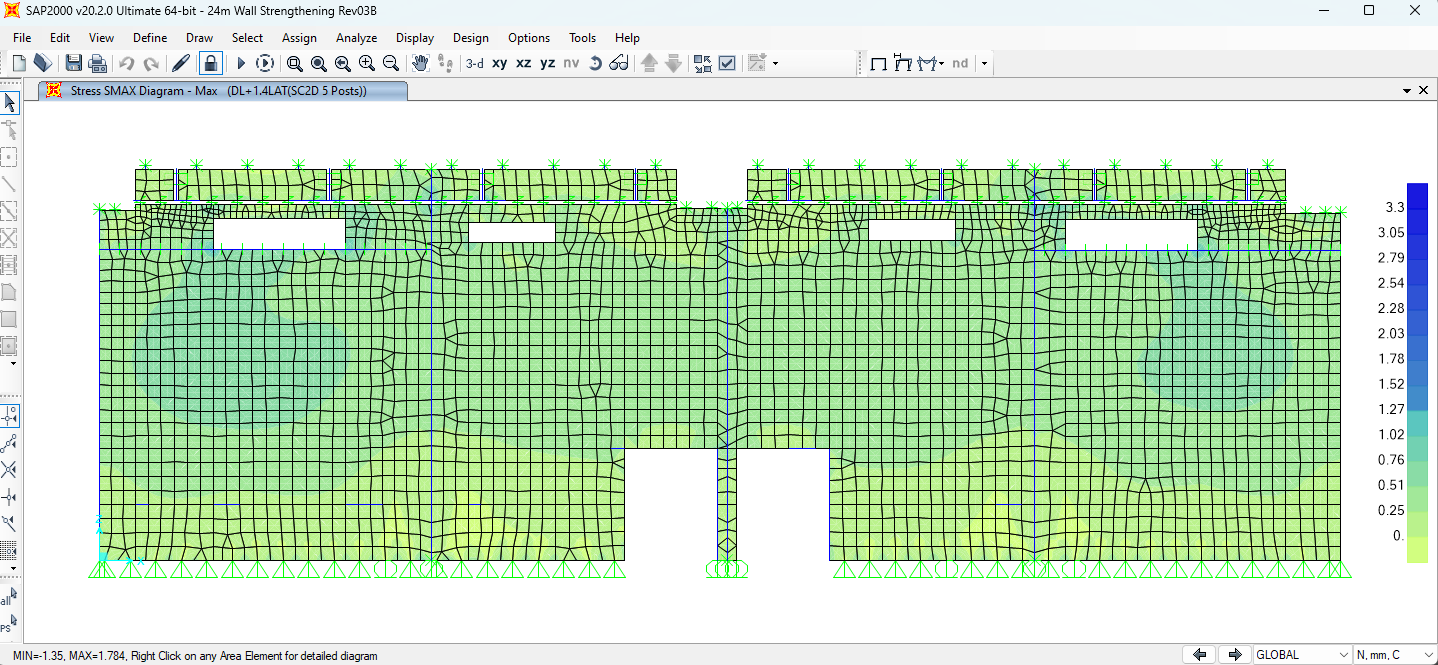 SAP2000 v20.2.0 Ultimate 64-bit - 24m Wall Strengthening Rev03B
File Edit View Define Draw Select Assign Analyze Display Design Options Tools Help
3-d xy xz yz nv nd
Stress SMAX Diagram - Max (DL+1.4LAT(SC2D 5 Posts))
3.3
3.05
2.79
2.54
2.28
2.03
1.78
1.52
1.27
1.02
0.76
0.51
0.25
0.
Z
X
all
PS
MIN=-1.35, MAX=1.784, Right Click on any Area Element for detailed diagram
GLOBAL
N, mm, C